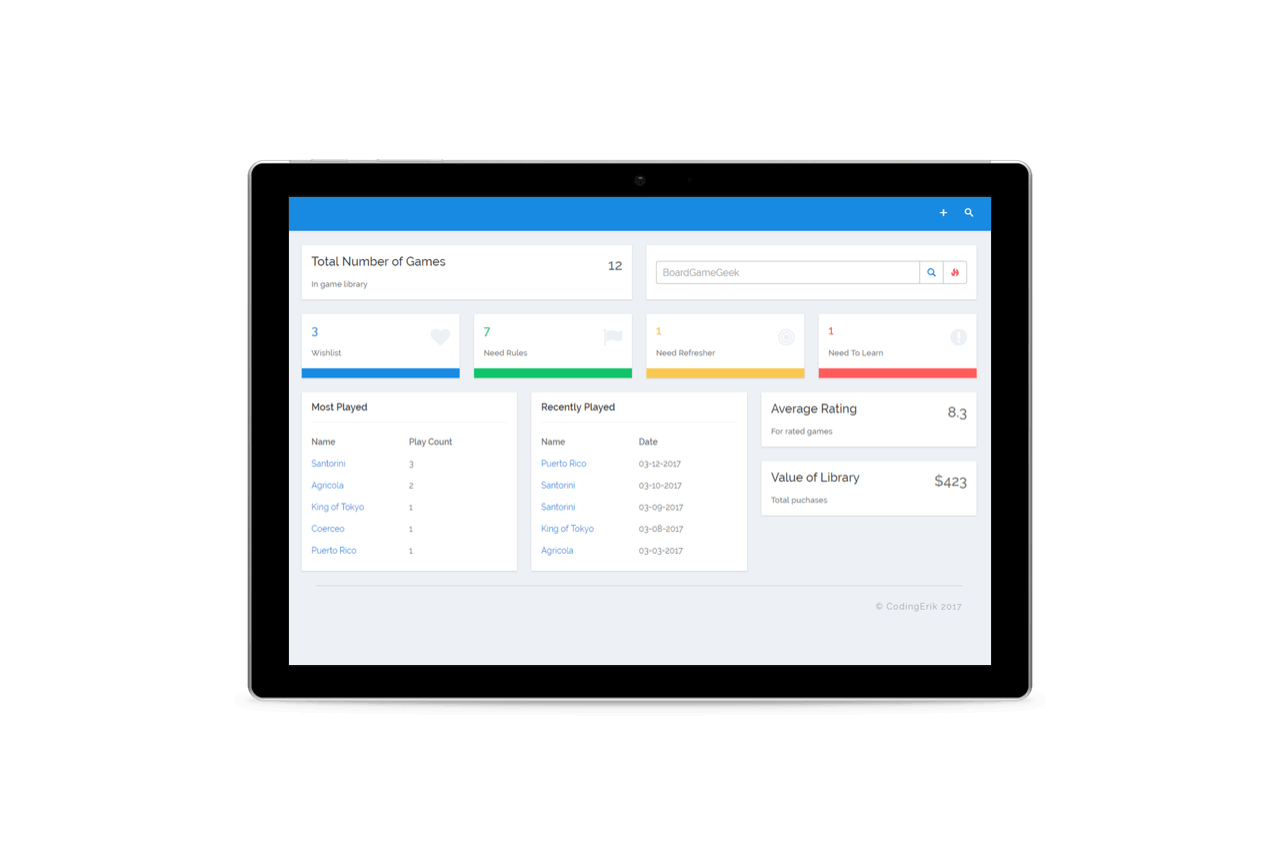 Total Number of Games
12
In game library
BoardGameGeek
3
Wishlist
7
Need Rules
1
Need Refresher
1
Need To Learn
Most Played
Name Play Count
Santorini 3
Agricola 2
King of Tokyo 1
Coerceo 1
Puerto Rico 1
Recently Played
Name Date
Puerto Rico 03-12-2017
Santorini 03-10-2017
Santorini 03-09-2017
King of Tokyo 03-08-2017
Agricola 03-03-2017
Average Rating
8.3
For rated games
Value of Library
$423
Total puchases
© CodingErik 2017